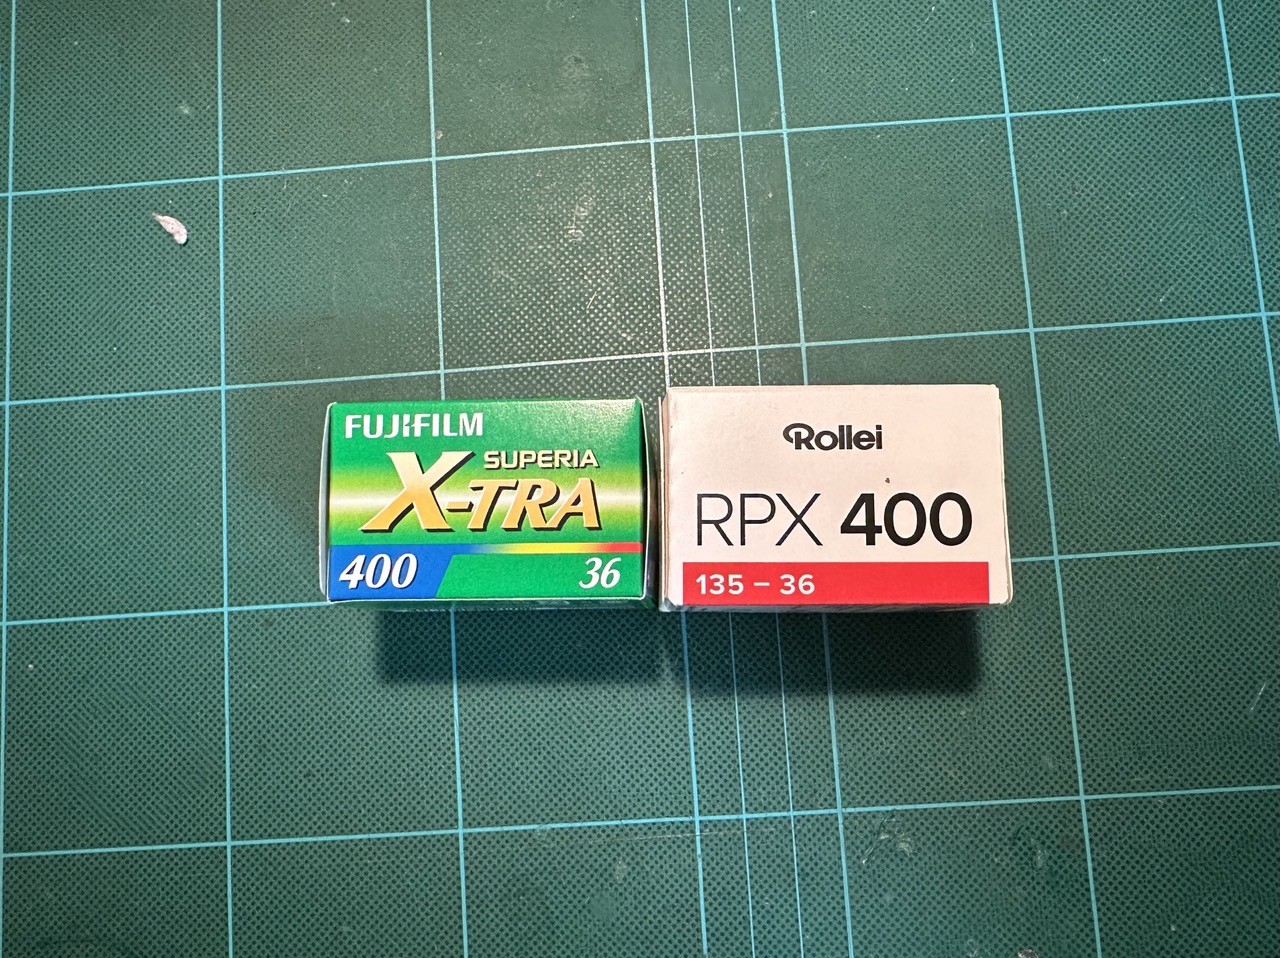 FUJIFILM
SUPERIA
X-TRA
400
36
Rollei
RPX 400
135 – 36